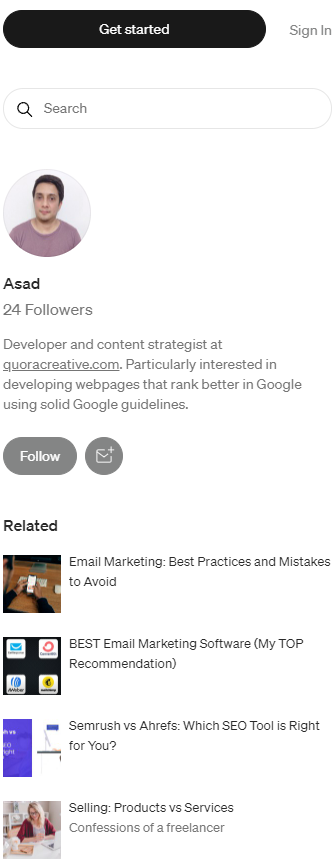 Get started
Sign In
Search
Asad
24 Followers
Developer and content strategist at
quoracreative.com. Particularly interested in
developing webpages that rank better in Google
using solid Google guidelines.
Follow
Related
Email Marketing: Best Practices and Mistakes
to Avoid
BEST Email Marketing Software (My TOP
Recommendation)
Semrush vs Ahrefs: Which SEO Tool is Right
for You?
Selling: Products vs Services
Confessions of a freelancer